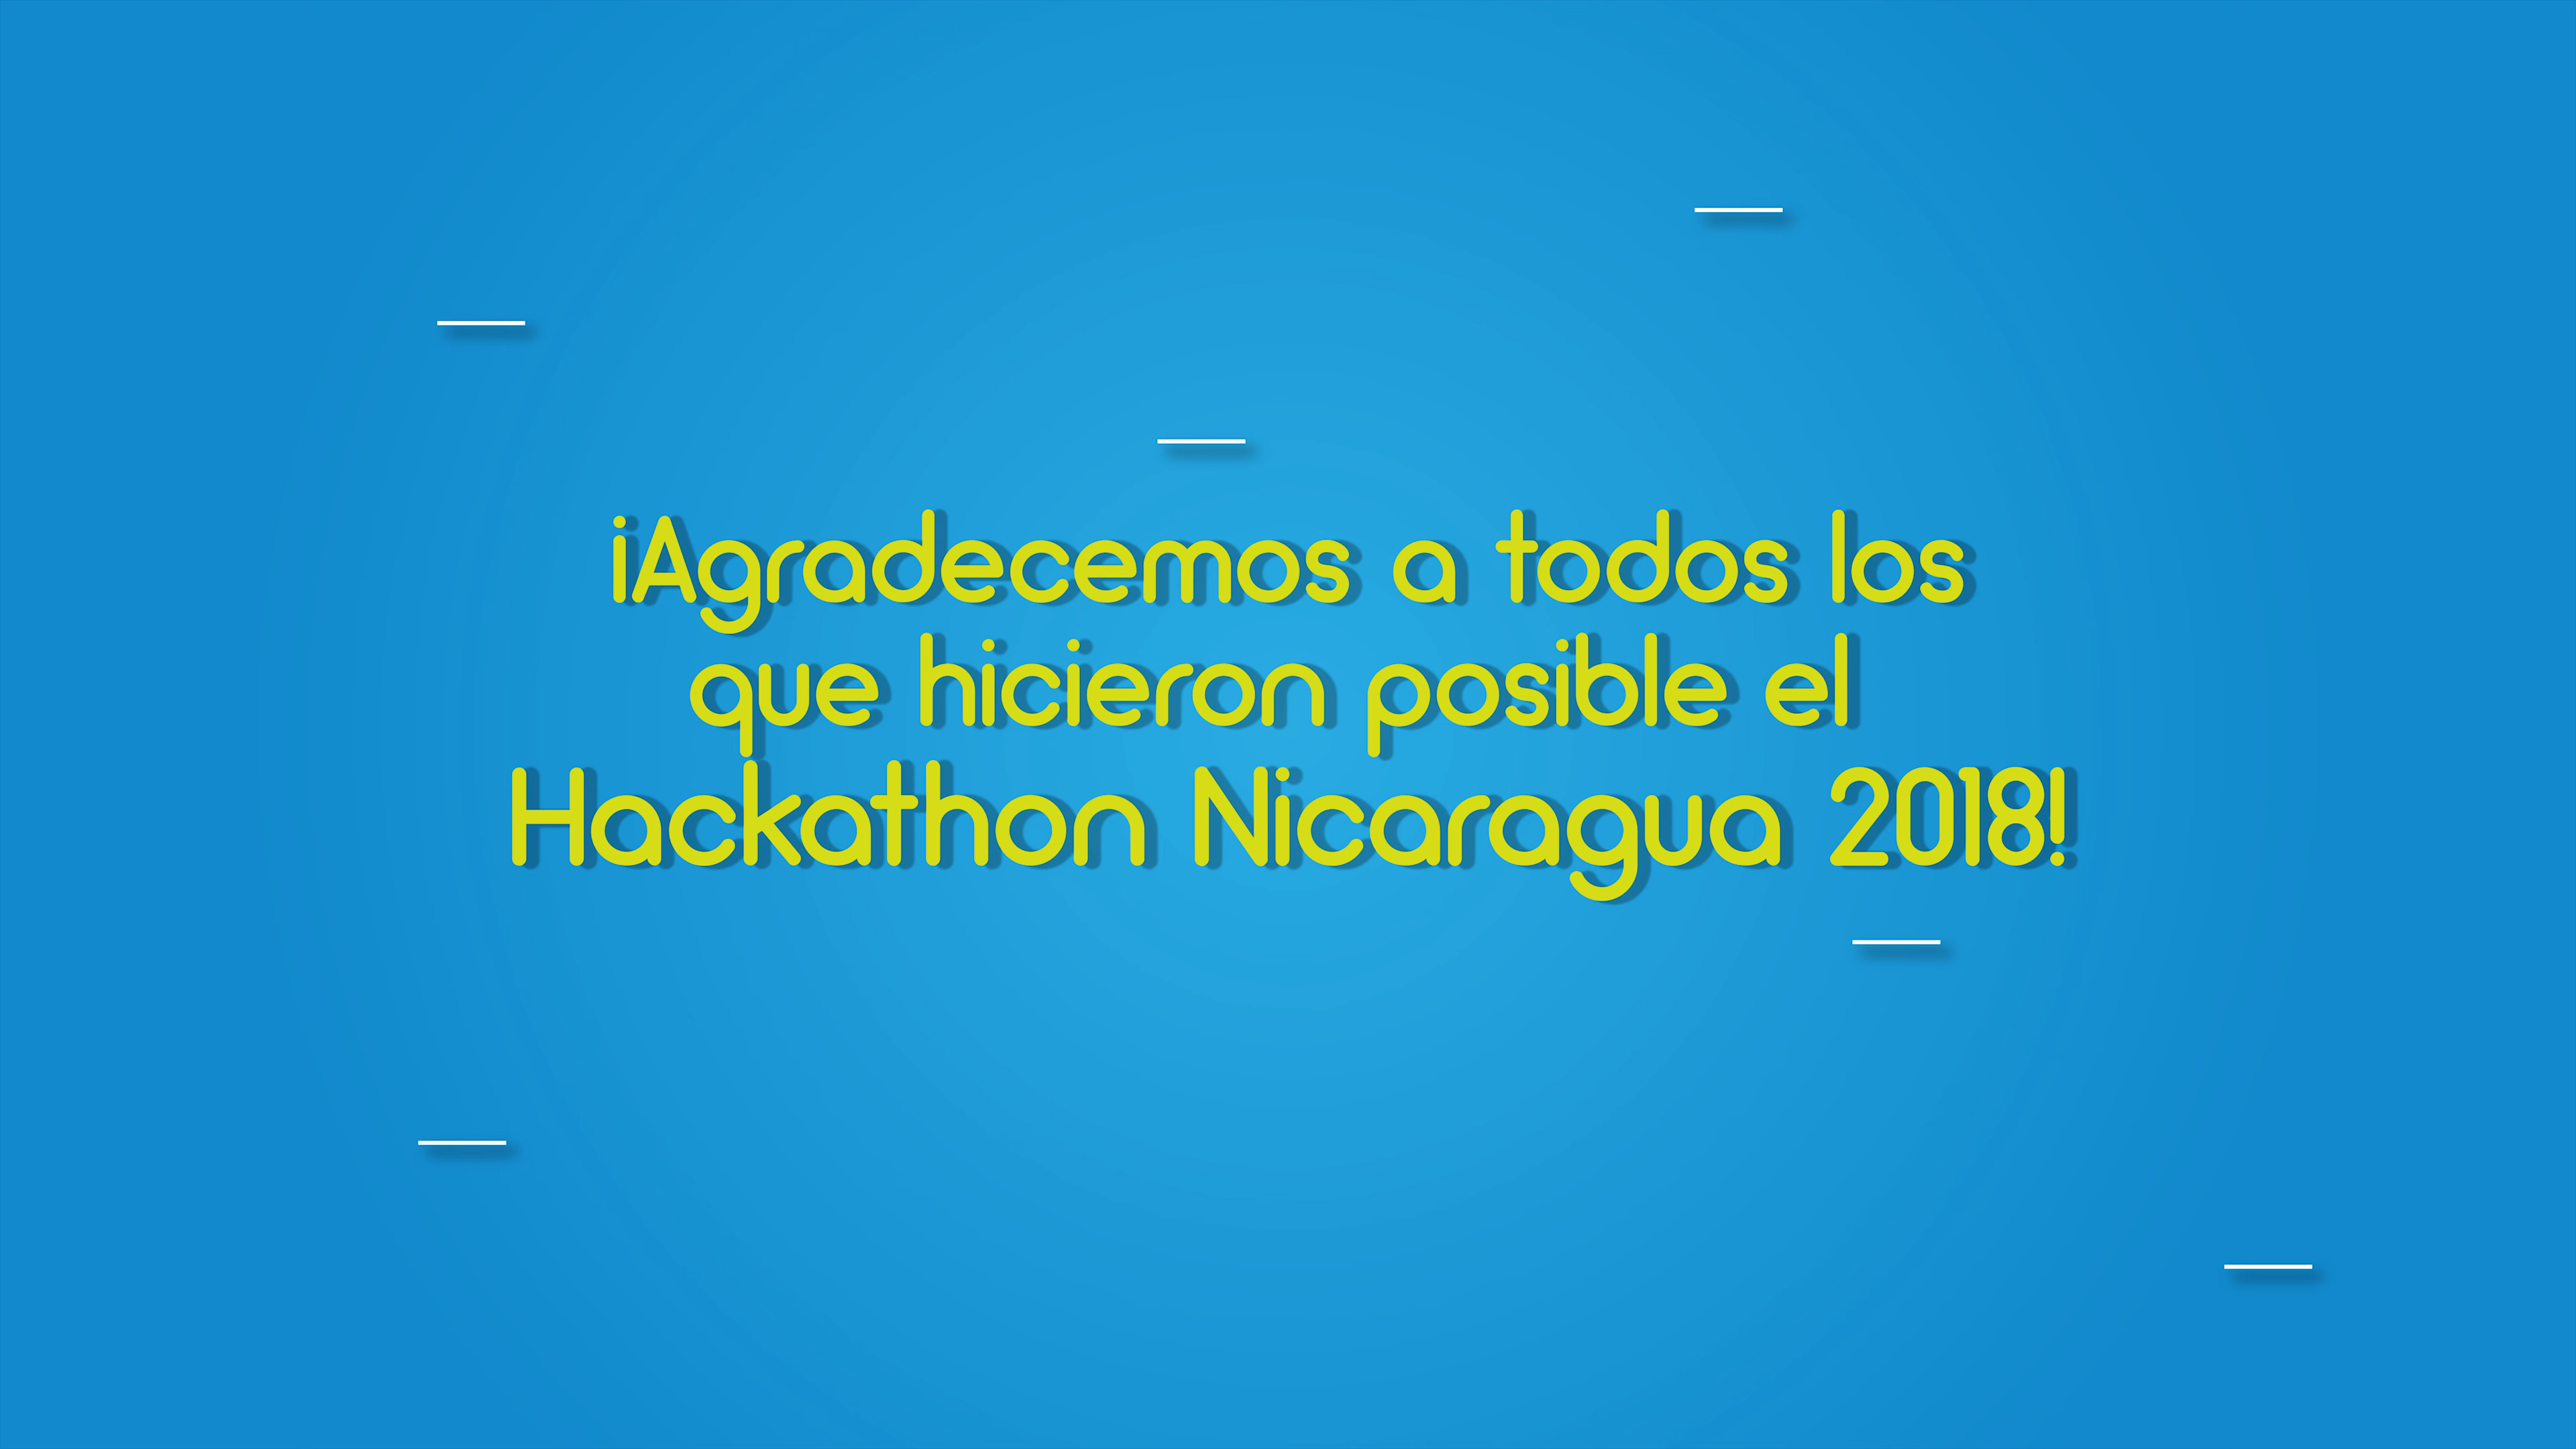 ¡Agradecemos a todos los
que hicieron posible el
Hackathon Nicaragua 2018!